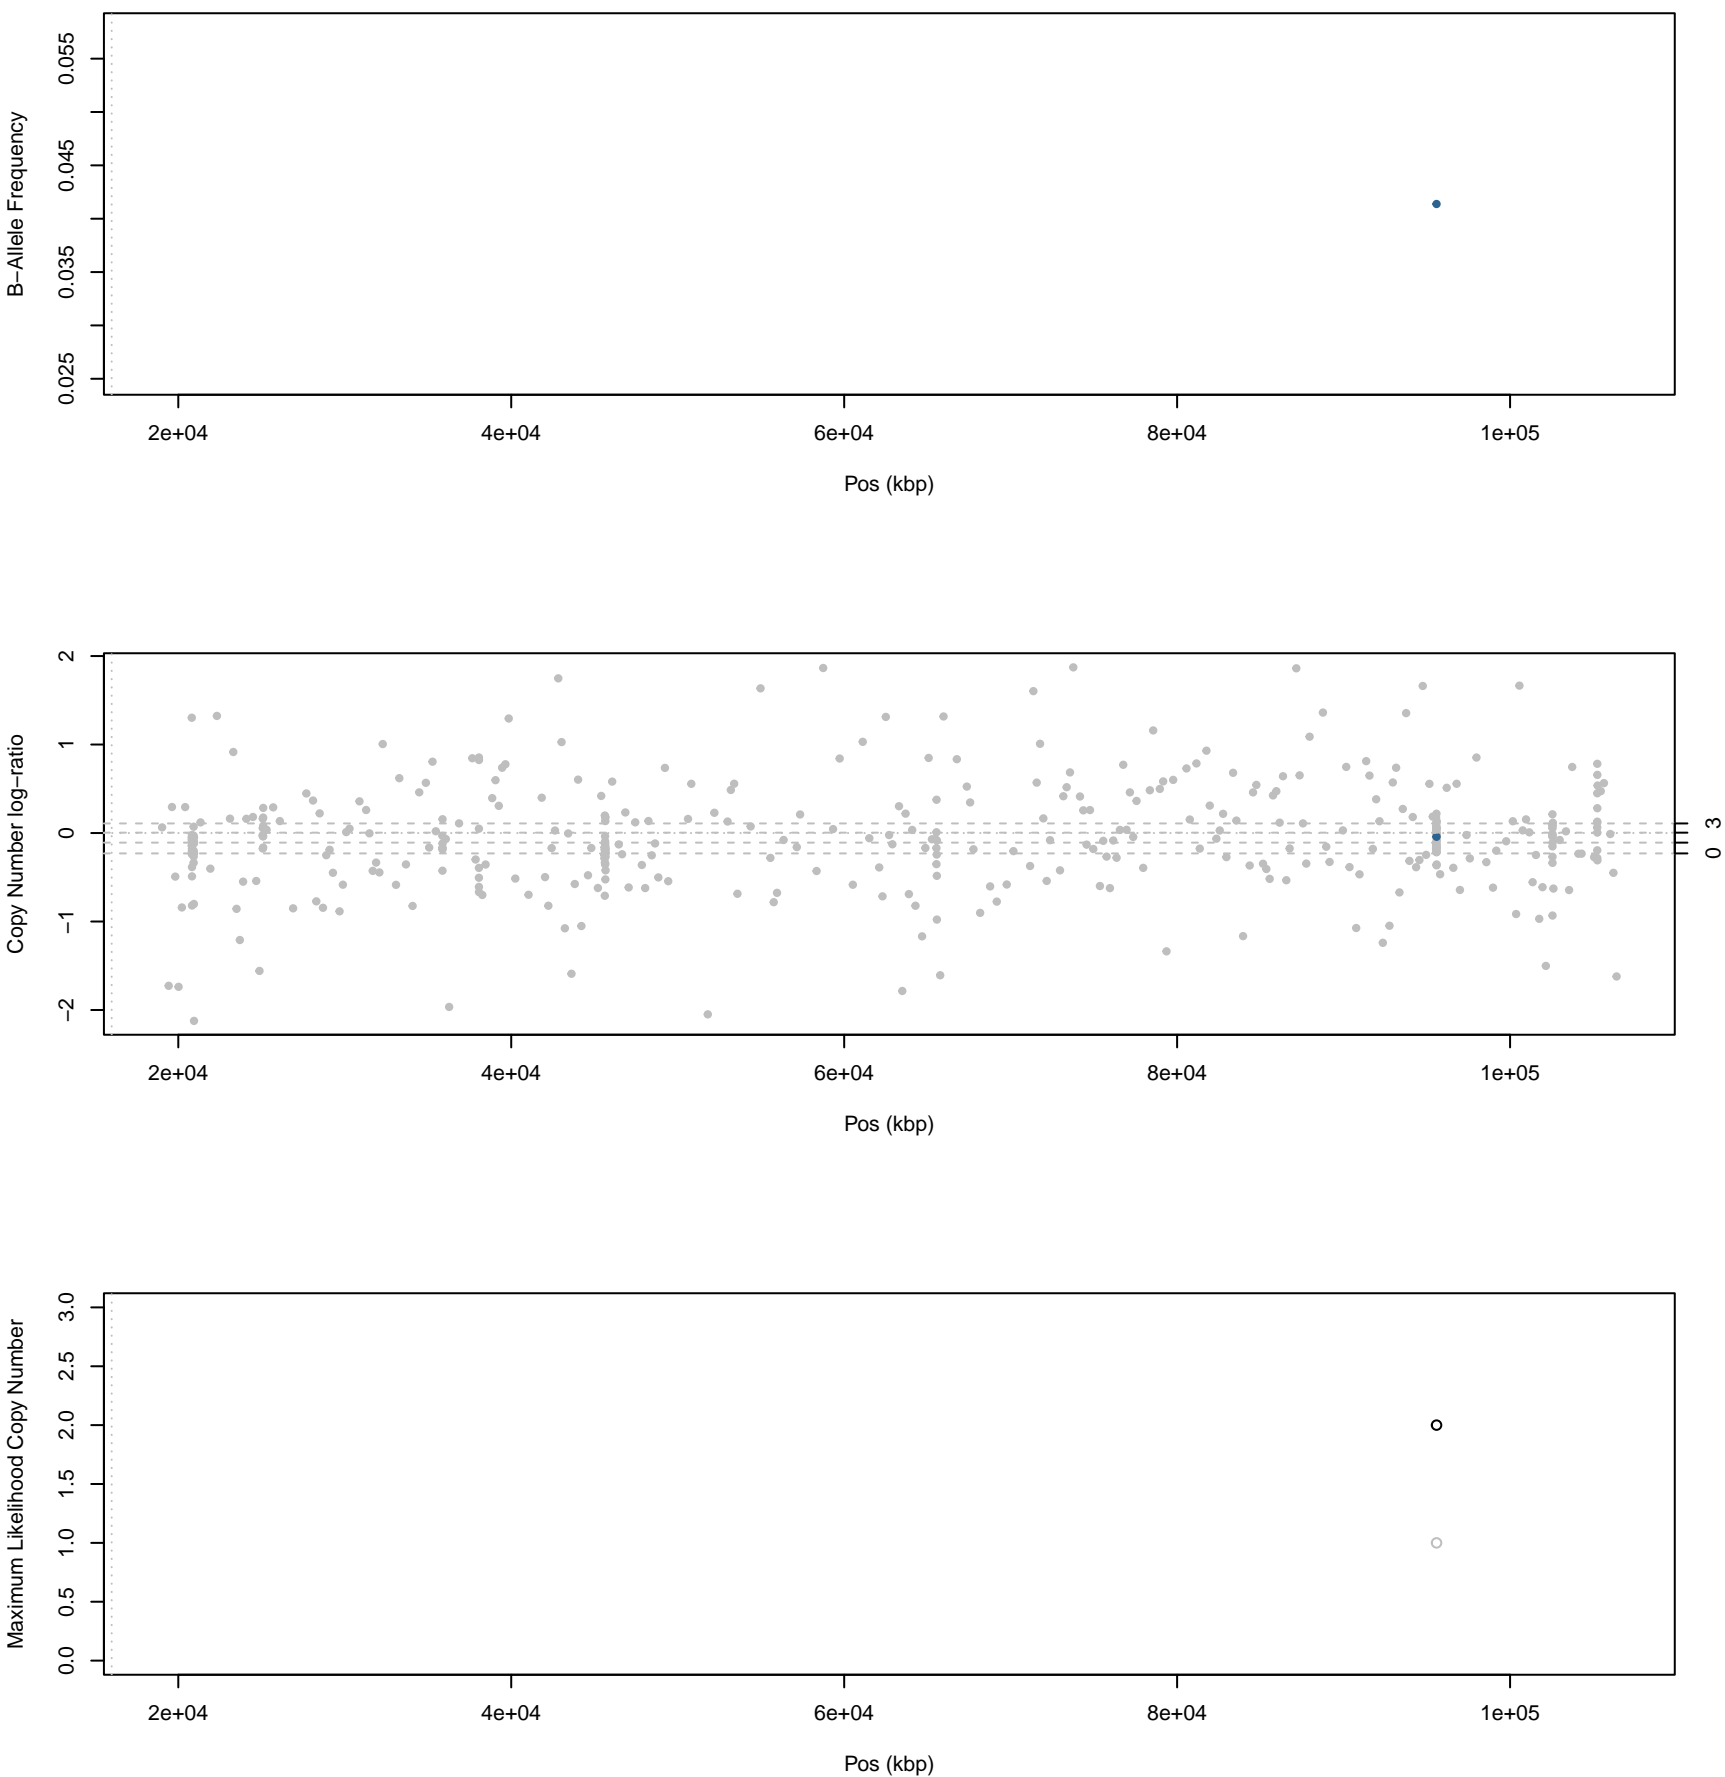 B−Allele Frequency
0.025 0.035 0.045 0.055
2e+04 4e+04 6e+04 8e+04 1e+05
Pos (kbp)
Copy Number log−ratio
−2 −1 0 1 2
3
0
2e+04 4e+04 6e+04 8e+04 1e+05
Pos (kbp)
Maximum Likelihood Copy Number
0.0 0.5 1.0 1.5 2.0 2.5 3.0
2e+04 4e+04 6e+04 8e+04 1e+05
Pos (kbp)